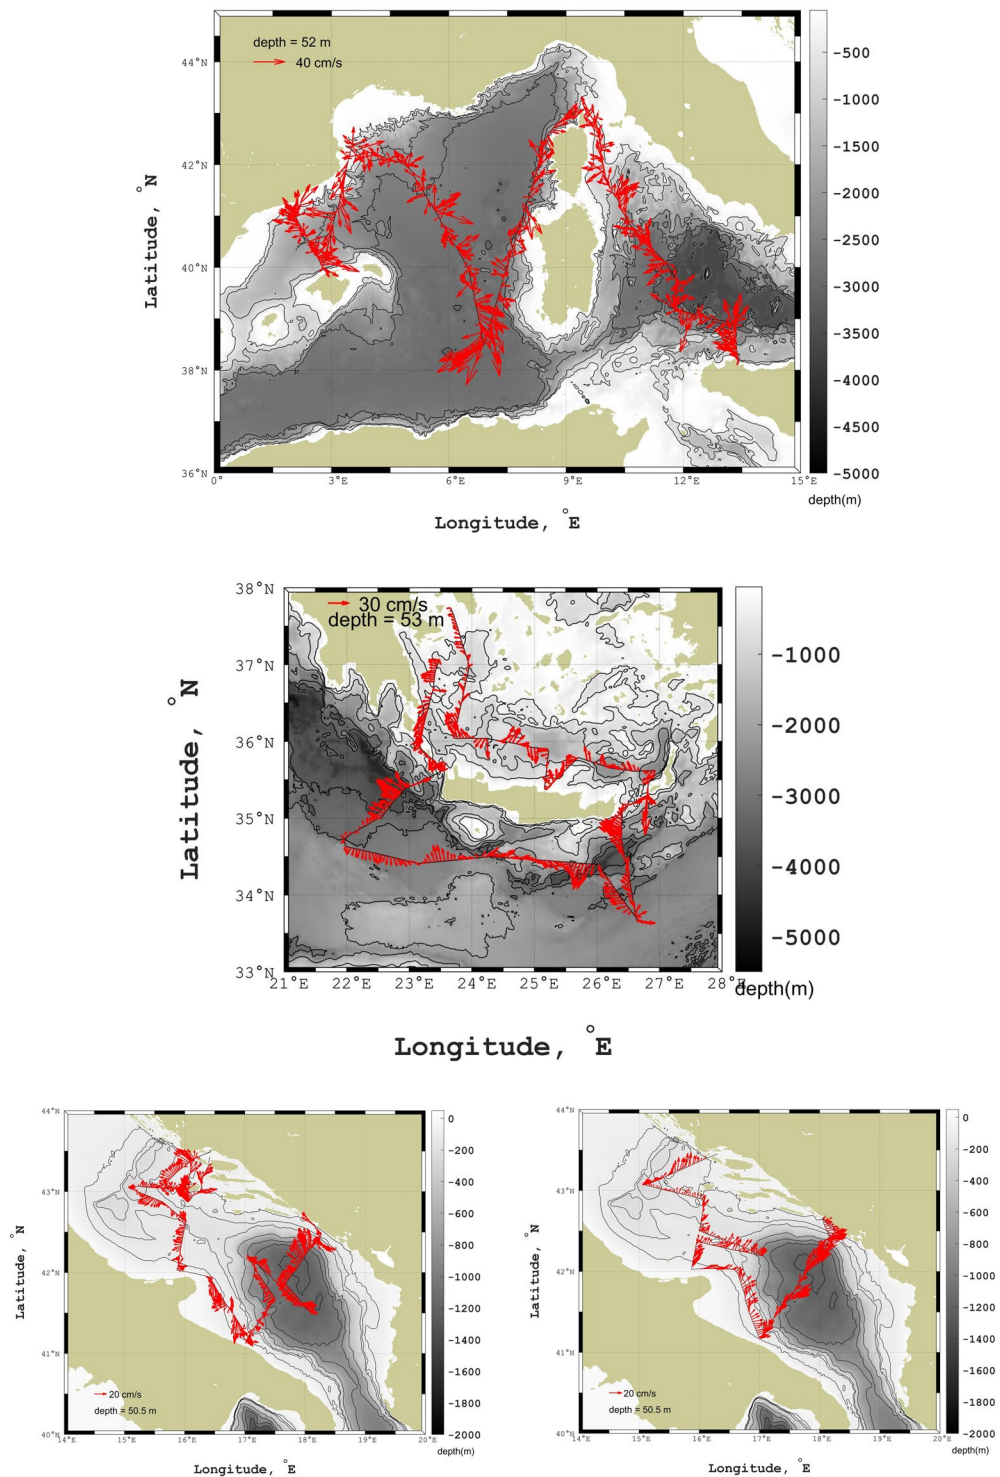 depth = 52 m
40 cm/s
44°N
42°N
40°N
38°N
36°N
Latitude, °N
0°
3°E
6°E
9°E
12°E
15°E
Longitude, °E
-500
-1000
-1500
-2000
-2500
-3000
-3500
-4000
-4500
-5000
depth(m)
30 cm/s
depth = 53 m
38°N
37°N
36°N
35°N
34°N
33°N
Latitude, °N
21°E
22°E
23°E
24°E
25°E
26°E
27°E
28°E
Longitude, °E
-1000
-2000
-3000
-4000
-5000
depth(m)
44°N
43°N
42°N
41°N
40°N
Latitude, °N
20 cm/s
depth = 50.5 m
14°E
15°E
16°E
17°E
18°E
19°E
20°E
Longitude, °E
0
-200
-400
-600
-800
-1000
-1200
-1400
-1600
-1800
-2000
depth(m)
44°N
43°N
42°N
41°N
40°N
Latitude, °N
20 cm/s
depth = 50.5 m
14°E
15°E
16°E
17°E
18°E
19°E
20°E
Longitude, °E
0
-200
-400
-600
-800
-1000
-1200
-1400
-1600
-1800
-2000
depth(m)